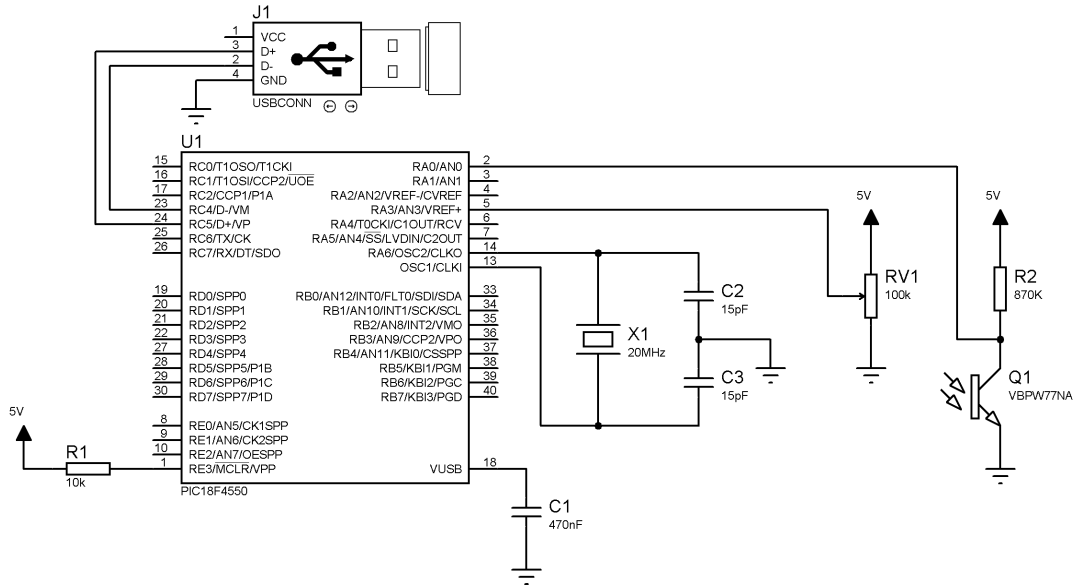 J1
1 VCC
3 D+
2 D-
4 GND
USBCONN
U1
15 RC0/T1OSO/T1CKI RA0/AN0 2
16 RC1/T1OSI/CCP2/UOE RA1/AN1 3
17 RC2/CCP1/P1A RA2/AN2/VREF-/CVREF 4
23 RC4/D-/VM RA3/AN3/VREF+ 5
24 RC5/D+/VP RA4/T0CKI/C1OUT/RCV 6
25 RC6/TX/CK RA5/AN4/SS/LVDIN/C2OUT 7
26 RC7/RX/DT/SDO RA6/OSC2/CLKO 14
OSC1/CLKI 13
19 RD0/SPP0 RB0/AN12/INT0/FLT0/SDI/SDA 33
20 RD1/SPP1 RB1/AN10/INT1/SCK/SCL 34
21 RD2/SPP2 RB2/AN8/INT2/VMO 35
22 RD3/SPP3 RB3/AN9/CCP2/VPO 36
27 RD4/SPP4 RB4/AN11/KBI0/CSSPP 37
28 RD5/SPP5/P1B RB5/KBI1/PGM 38
29 RD6/SPP6/P1C RB6/KBI2/PGC 39
30 RD7/SPP7/P1D RB7/KBI3/PGD 40
8 RE0/AN5/CK1SPP
9 RE1/AN6/CK2SPP
10 RE2/AN7/OESPP
1 RE3/MCLR/VPP VUSB 18
PIC18F4550
5V
R1
10k
C1
470nF
X1
20MHz
C2
15pF
C3
15pF
5V
RV1
100k
5V
R2
870K
Q1
VBPW77NA